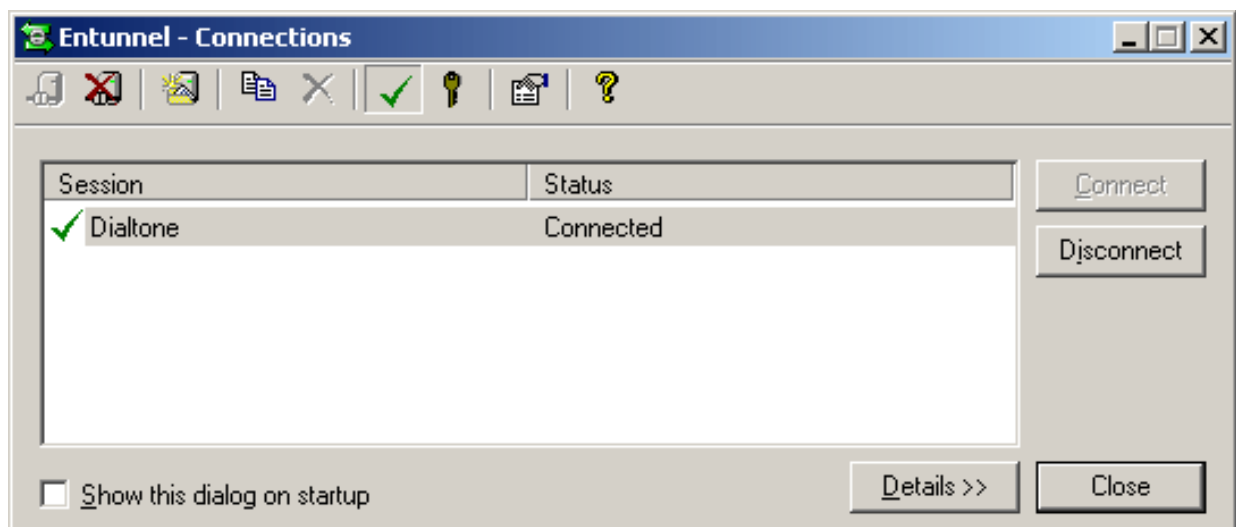 Entunnel - Connections
Session Status
Connect
Dialtone Connected
Disconnect
Show this dialog on startup
Details >>
Close